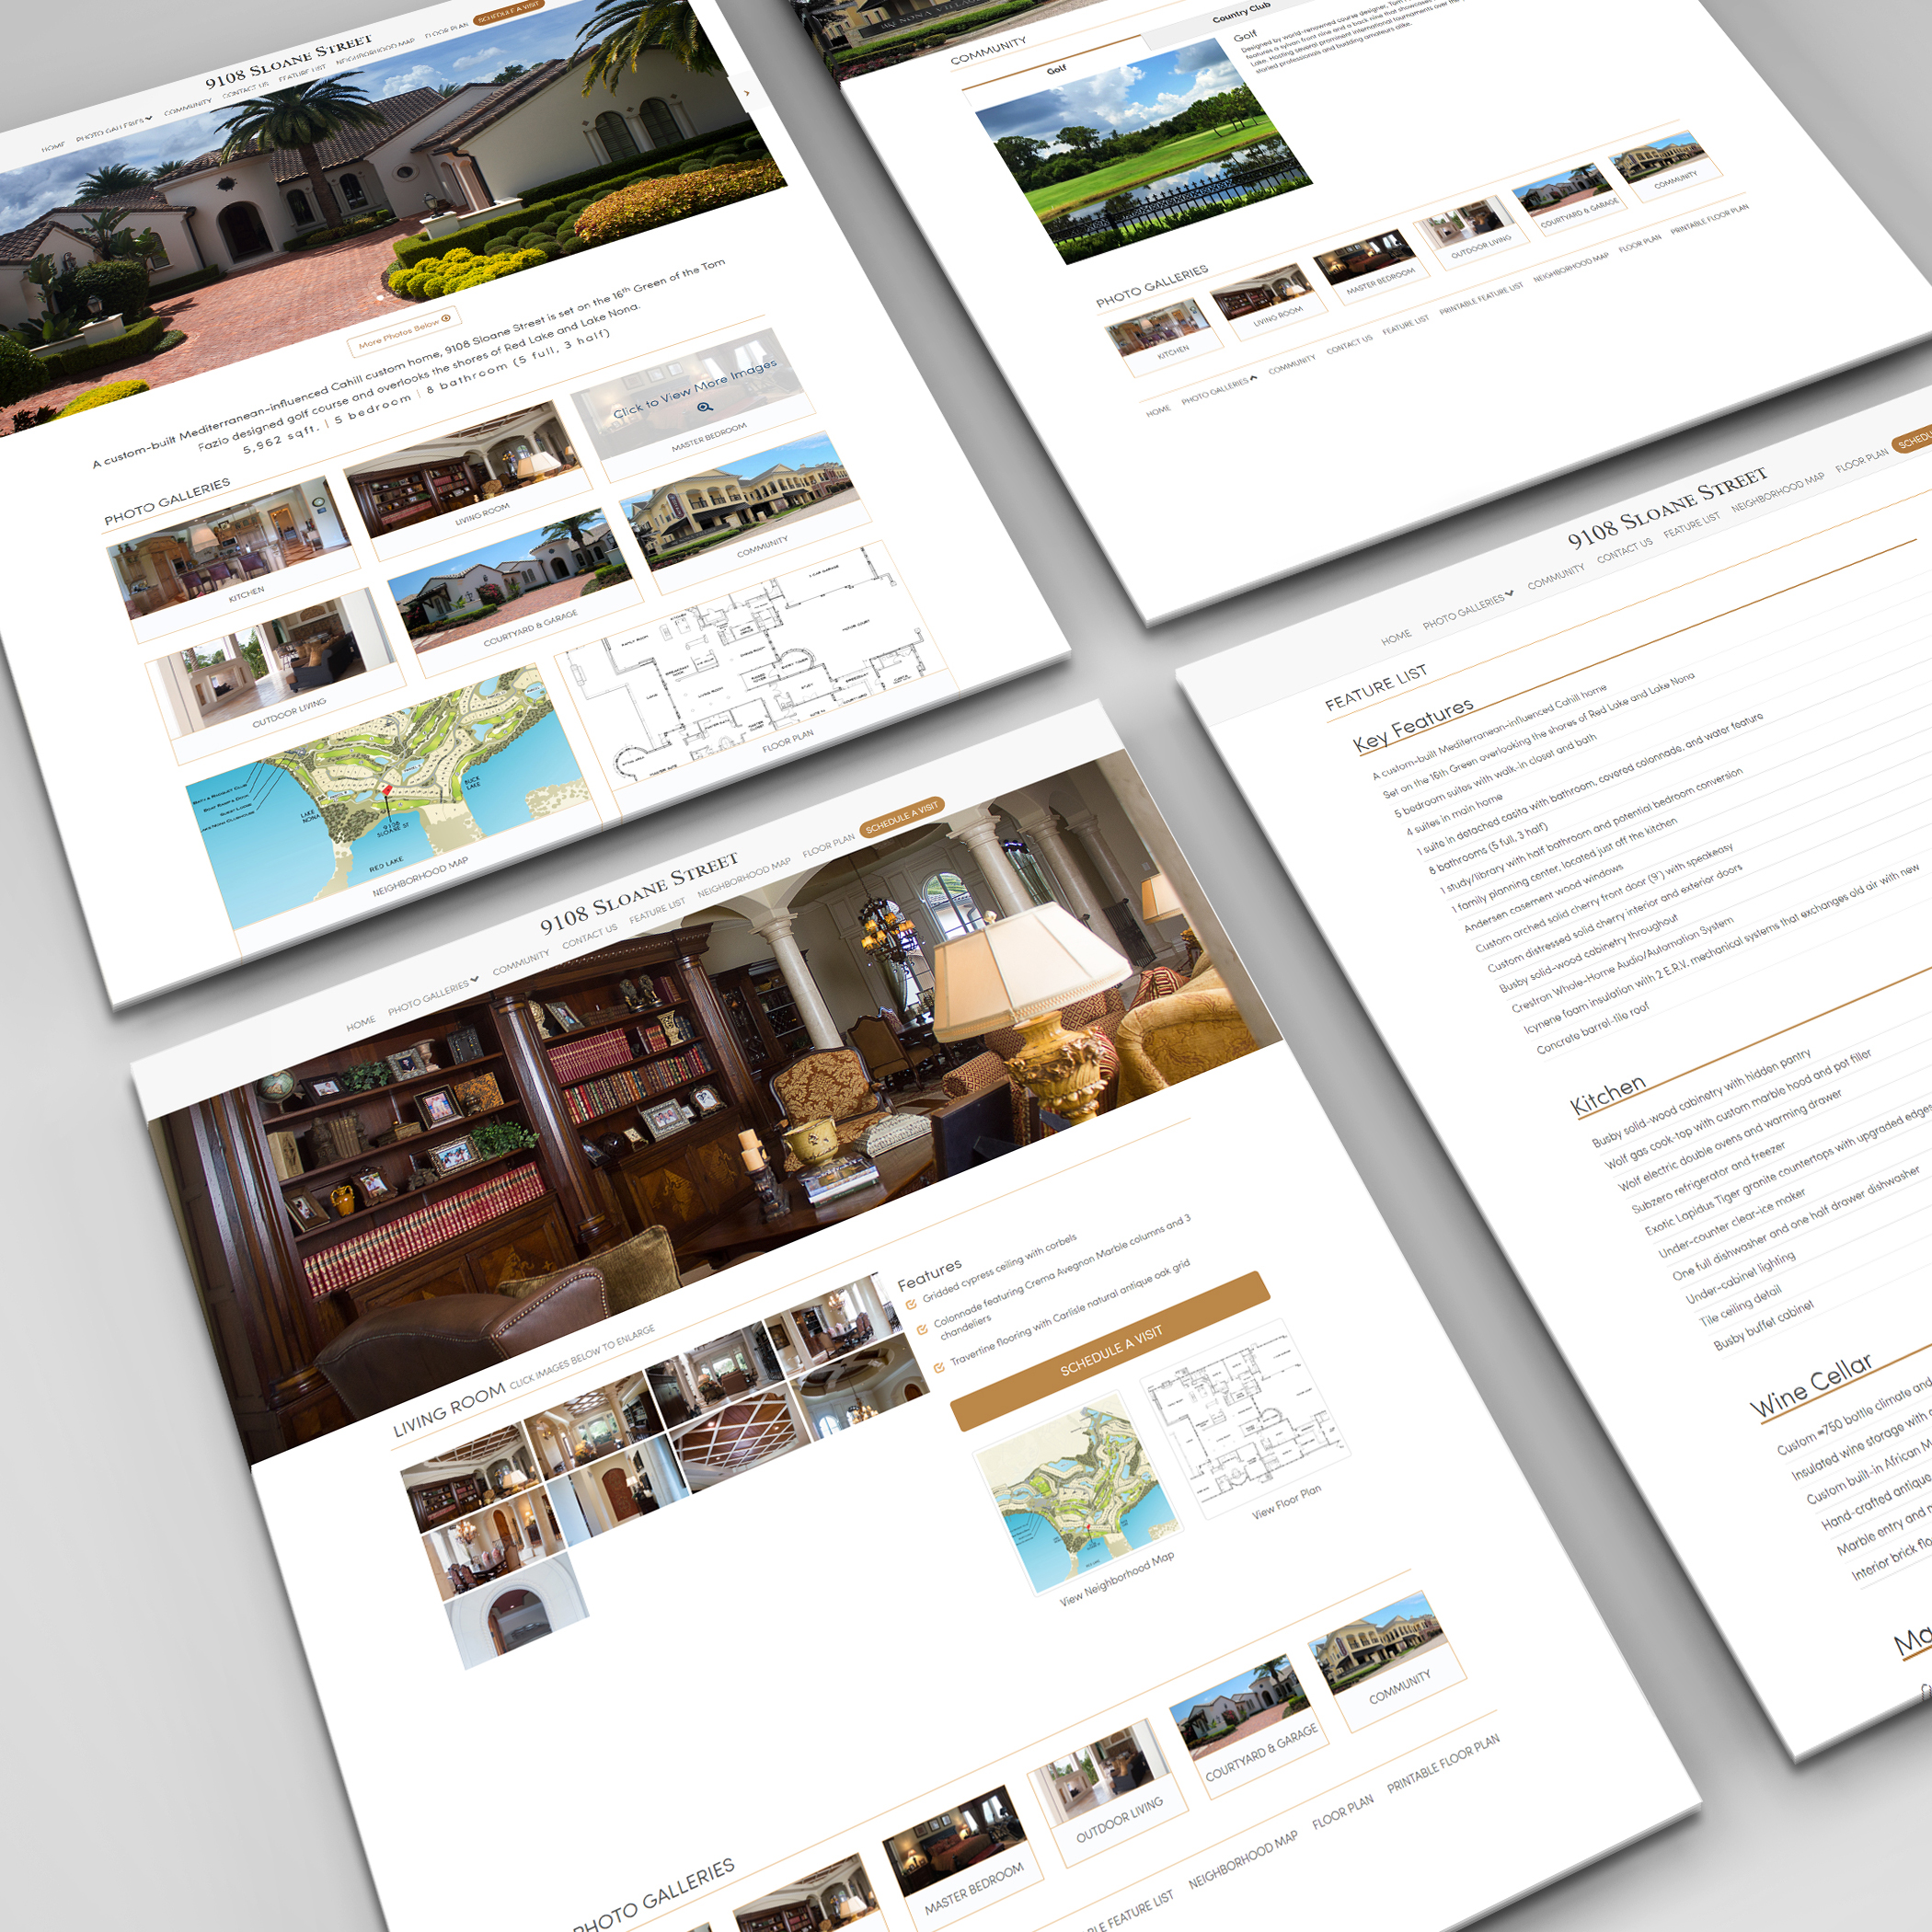 9108 SLOANE STREET
HOME PHOTO GALLERIES COMMUNITY CONTACT US FEATURE LIST NEIGHBORHOOD MAP FLOOR PLAN SCHEDULE A VISIT
More Photos Below
A custom-built Mediterranean-influenced Cahill custom home, 9108 Sloane Street is set on the 16th Green of the Tom
Fazio designed golf course and overlooks the shores of Red Lake and Lake Nona.
5,962 sqft. | 5 bedroom | 8 bathroom (5 full, 3 half)
PHOTO GALLERIES
KITCHEN
LIVING ROOM
Click to View More Images
MASTER BEDROOM
OUTDOOR LIVING
COURTYARD & GARAGE
COMMUNITY
LAKE NONA
9108 SLOANE ST
BUCK LAKE
RED LAKE
NEIGHBORHOOD MAP
FLOOR PLAN
COMMUNITY
Golf
Country Club
Golf
PHOTO GALLERIES
KITCHEN
LIVING ROOM
MASTER BEDROOM
OUTDOOR LIVING
COURTYARD & GARAGE
COMMUNITY
HOME PHOTO GALLERIES COMMUNITY CONTACT US FEATURE LIST PRINTABLE FEATURE LIST NEIGHBORHOOD MAP FLOOR PLAN PRINTABLE FLOOR PLAN
9108 SLOANE STREET
HOME PHOTO GALLERIES COMMUNITY CONTACT US FEATURE LIST NEIGHBORHOOD MAP FLOOR PLAN SCHEDULE A VISIT
LIVING ROOM CLICK IMAGES BELOW TO ENLARGE
Features
Gridded cypress ceiling with corbels
Colonnade featuring Crema Avegnon Marble columns and 3
chandeliers
Travertine flooring with Carlisle natural antique oak grid
SCHEDULE A VISIT
View Neighborhood Map
View Floor Plan
PHOTO GALLERIES
MASTER BEDROOM
OUTDOOR LIVING
COURTYARD & GARAGE
COMMUNITY
FEATURE LIST NEIGHBORHOOD MAP FLOOR PLAN PRINTABLE FLOOR PLAN
9108 SLOANE STREET
HOME PHOTO GALLERIES COMMUNITY CONTACT US FEATURE LIST NEIGHBORHOOD MAP FLOOR PLAN
FEATURE LIST
Key Features
A custom-built Mediterranean-influenced Cahill home
Set on the 16th Green overlooking the shores of Red Lake and Lake Nona
5 bedroom suites with walk-in closet and bath
4 suites in main home
1 suite in detached casita with bathroom, covered colonnade, and water feature
8 bathrooms (5 full, 3 half)
1 study/library with half bathroom and potential bedroom conversion
1 family planning center, located just off the kitchen
Andersen casement wood windows
Custom arched solid cherry front door (9') with speakeasy
Custom distressed solid cherry interior and exterior doors
Busby solid-wood cabinetry throughout
Crestron Whole-Home Audio/Automation System
Icynene foam insulation with 2 E.R.V. mechanical systems that exchanges old air with new
Concrete barrel-tile roof
Kitchen
Busby solid-wood cabinetry with hidden pantry
Wolf gas cook-top with custom marble hood and pot filler
Wolf electric double ovens and warming drawer
Subzero refrigerator and freezer
Exotic Lapidus Tiger granite countertops with upgraded edges
Under-counter clear-ice maker
One full dishwasher and one half drawer dishwasher
Under-cabinet lighting
Tile ceiling detail
Busby buffet cabinet
Wine Cellar
Custom ≈750 bottle climate and
Insulated wine storage with
Custom built-in African
Hand-crafted antique
Marble entry and
Interior brick